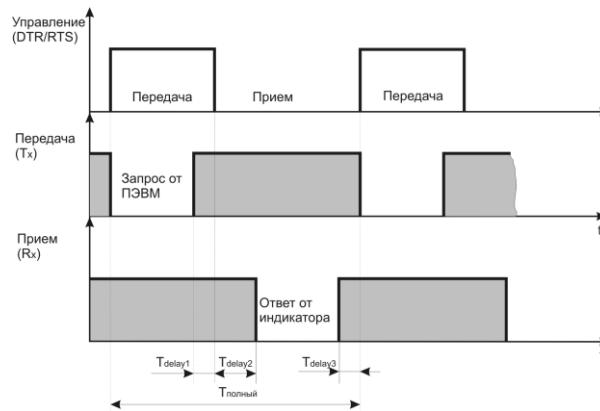 Управление
(DTR/RTS)
Передача
Прием
Передача
Передача
(Tx)
Запрос от
ПЭВМ
t
Прием
(Rx)
Ответ от
индикатора
Tdelay1
Tdelay2
Tdelay3
Tполный